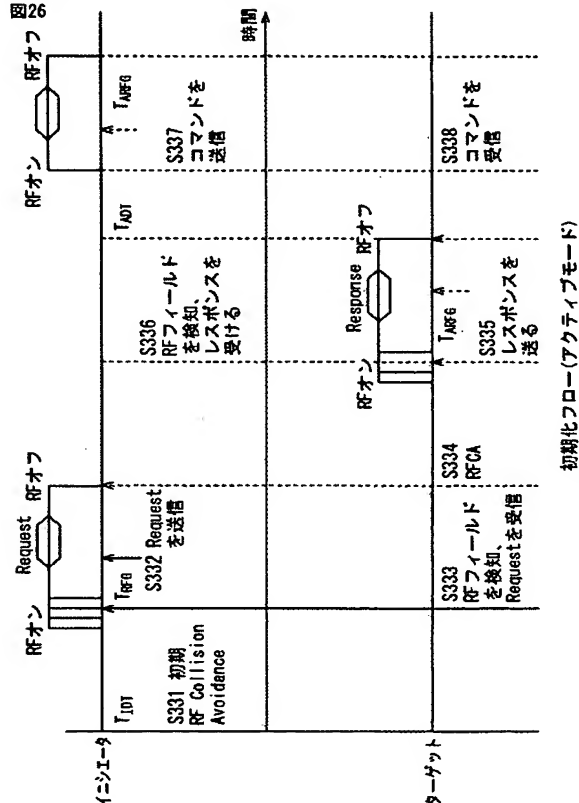 図26
時間
イニシエータ
ターゲット
T_IDT
S331 初期
RF Collision
Avoidance
RFオン
T_RFG
Request
S332 Request
を送信
RFオフ
S333
RFフィールド
を検知、
Requestを受信
S334
RFCA
RFオン
T_ARFG
Response
S335
レスポンスを
送る
RFオフ
S336
RFフィールド
を検知、
レスポンスを
受ける
T_ADT
RFオン
T_ARFG
RFオフ
S337
コマンドを
送信
S338
コマンドを
受信
初期化フロー(アクティブモード)